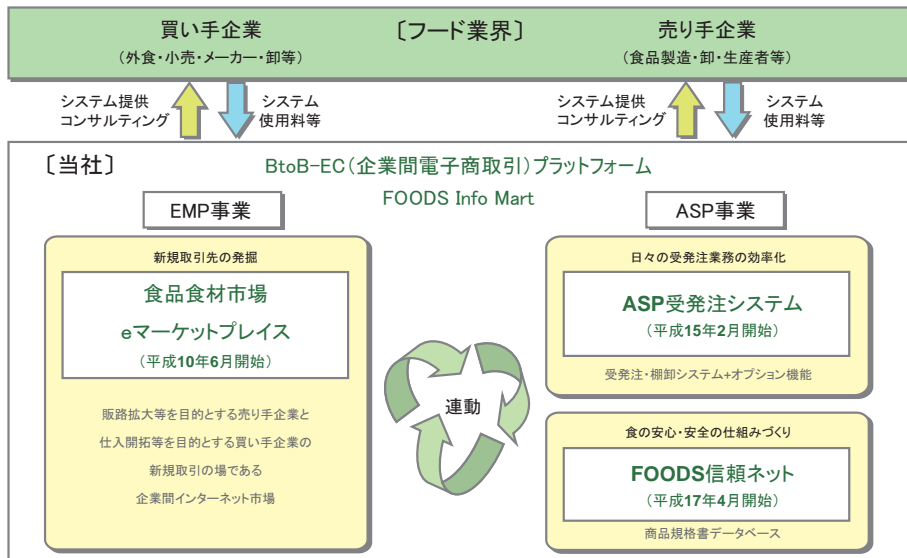 買い手企業
〔フード業界〕
売り手企業
（外食・小売・メーカー・卸等）
（食品製造・卸・生産者等）
システム提供
コンサルティング
システム
使用料等
システム提供
コンサルティング
システム
使用料等
〔当社〕
BtoB-EC（企業間電子商取引）プラットフォーム
FOODS Info Mart
EMP事業
新規取引先の発掘
食品食材市場
eマーケットプレイス
（平成10年6月開始）
販路拡大等を目的とする売り手企業と
仕入開拓等を目的とする買い手企業の
新規取引の場である
企業間インターネット市場
連動
ASP事業
日々の受発注業務の効率化
ASP受発注システム
（平成15年2月開始）
受発注・棚卸システム+オプション機能
食の安心・安全の仕組みづくり
FOODS信頼ネット
（平成17年4月開始）
商品規格書データベース